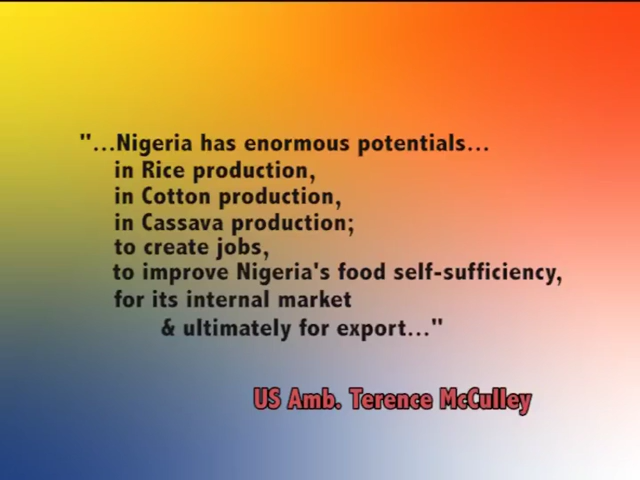 "...Nigeria has enormous potentials...
in Rice production,
in Cotton production,
in Cassava production;
to create jobs,
to improve Nigeria's food self-sufficiency,
for its internal market
& ultimately for export..."
US Amb. Terence McCulley